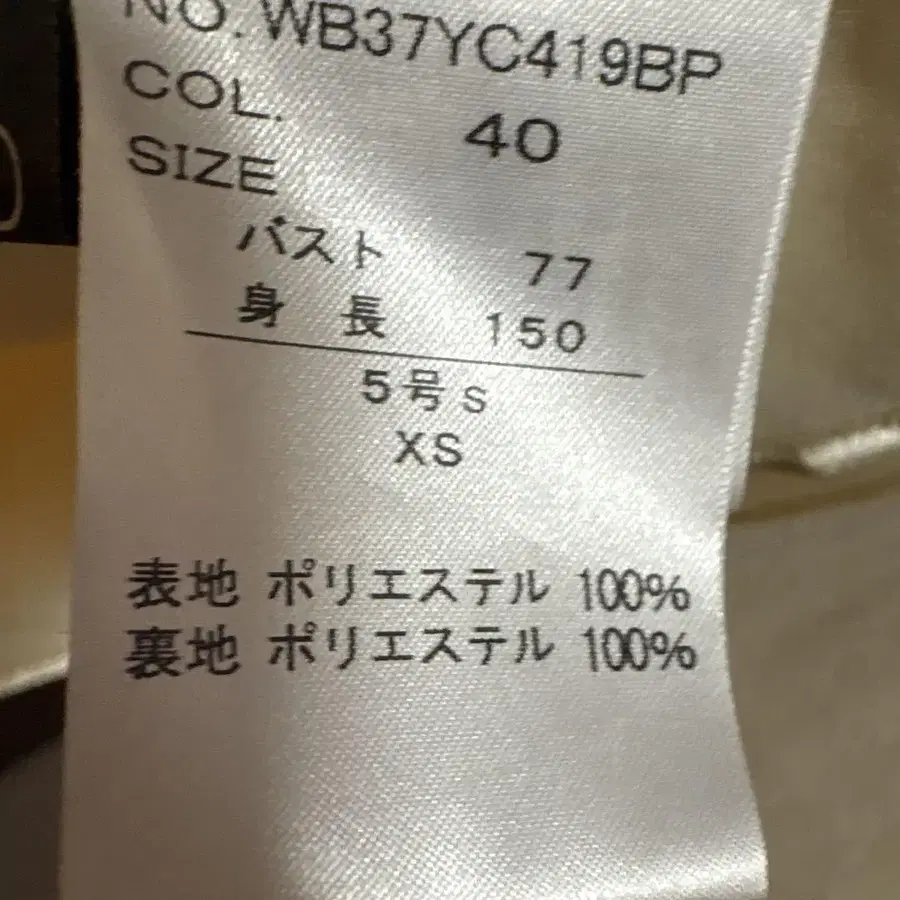 NO. WB37YC419BP
COL. 40
SIZE
バスト 77
身長 150
5号 S
XS
表地 ポリエステル 100%
裏地 ポリエステル 100%